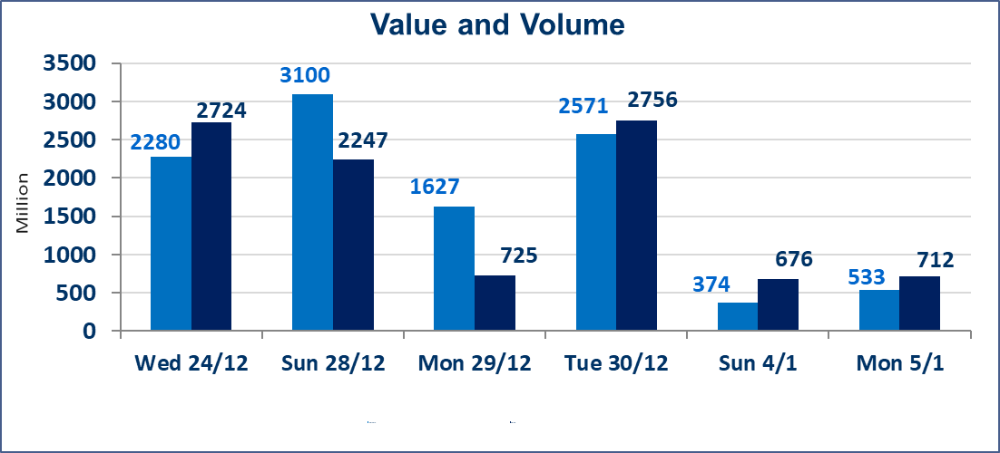 Value and Volume
3500
3000
2500
2000
1500
1000
500
0
Million
2280
2724
3100
2247
1627
725
2571
2756
374
676
533
712
Wed 24/12
Sun 28/12
Mon 29/12
Tue 30/12
Sun 4/1
Mon 5/1